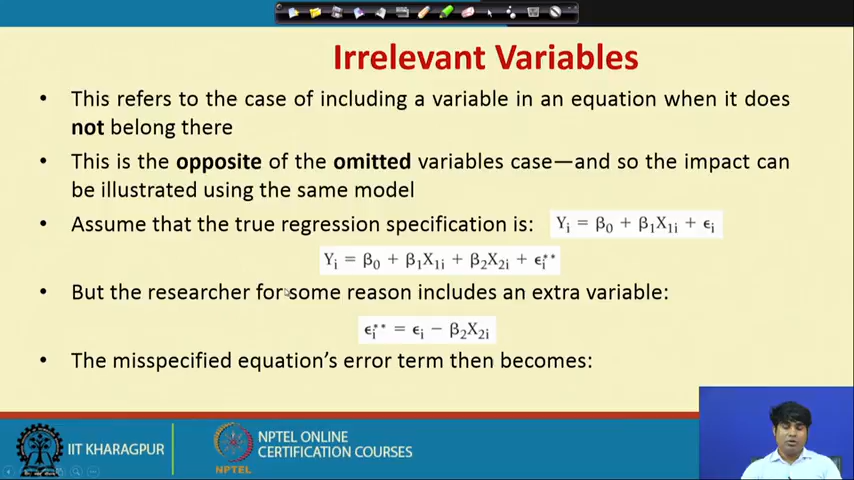 Irrelevant Variables
• This refers to the case of including a variable in an equation when it does
not belong there
• This is the opposite of the omitted variables case—and so the impact can
be illustrated using the same model
• Assume that the true regression specification is: Yᵢ = β₀ + β₁X₁ᵢ + ϵᵢ
Yᵢ = β₀ + β₁X₁ᵢ + β₂X₂ᵢ + ϵᵢ**
• But the researcher for some reason includes an extra variable:
ϵᵢ** = ϵᵢ − β₂X₂ᵢ
• The misspecified equation’s error term then becomes:
IIT KHARAGPUR
NPTEL
NPTEL ONLINE
CERTIFICATION COURSES